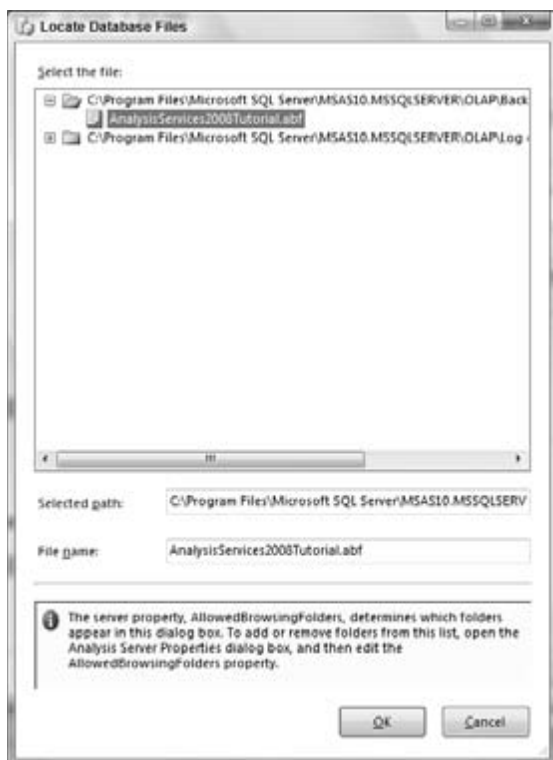 Locate Database Files
Select the file:
C:\Program Files\Microsoft SQL Server\MSAS10.MSSQLSERVER\OLAP\Back
AnalysisServices2008Tutorial.abf
C:\Program Files\Microsoft SQL Server\MSAS10.MSSQLSERVER\OLAP\Log
Selected path:
C:\Program Files\Microsoft SQL Server\MSAS10.MSSQLSERV
File name:
AnalysisServices2008Tutorial.abf
The server property, AllowedBrowsingFolders, determines which folders
appear in this dialog box. To add or remove folders from this list, open the
Analysis Server Properties dialog box, and then edit the
AllowedBrowsingFolders property.
OK
Cancel